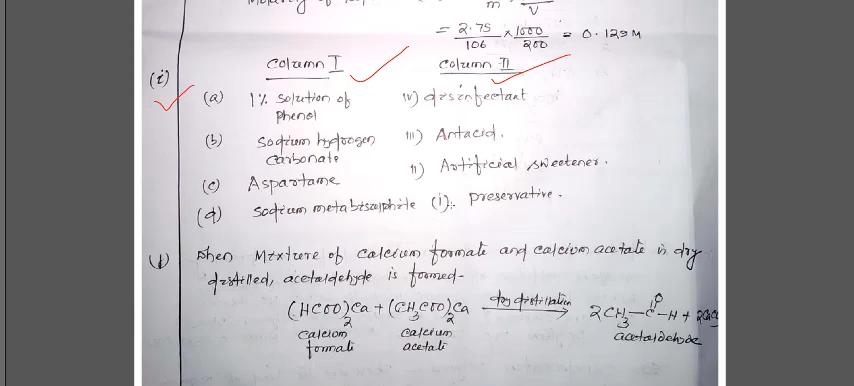 m V
= 2.75/106 × 1000/200 = 0.129 M
Column I Column II
(i)
(a) 1% solution of phenol iv) disinfectant
(b) Sodium hydrogen carbonate iii) Antacid.
(c) Aspartame ii) Artificial sweetener.
(d) Sodium metabisulphite (i). preservative.
(j) When Mixture of calcium formate and calcium acetate is dry
distilled, acetaldehyde is formed-
(HCOO)₂Ca + (CH₃COO)₂Ca dry distillation → 2CH₃-C-H + 2CaCO
O
calcium formate calcium acetate acetaldehyde